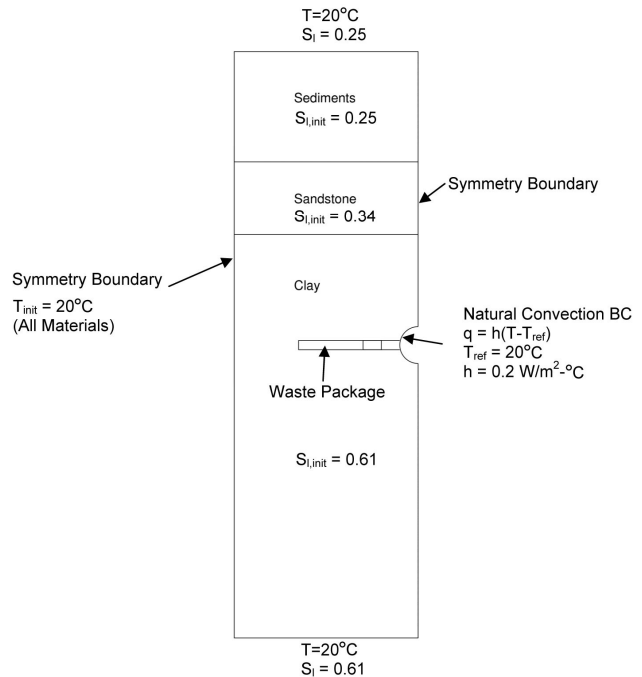 T=20°C
Sₗ = 0.25
Sediments
Sₗ,init = 0.25
Symmetry Boundary
Sandstone
Sₗ,init = 0.34
Symmetry Boundary
Tinit = 20°C
(All Materials)
Clay
Natural Convection BC
q = h(T-Tref)
Tref = 20°C
h = 0.2 W/m²-°C
Waste Package
Sₗ,init = 0.61
T=20°C
Sₗ = 0.61